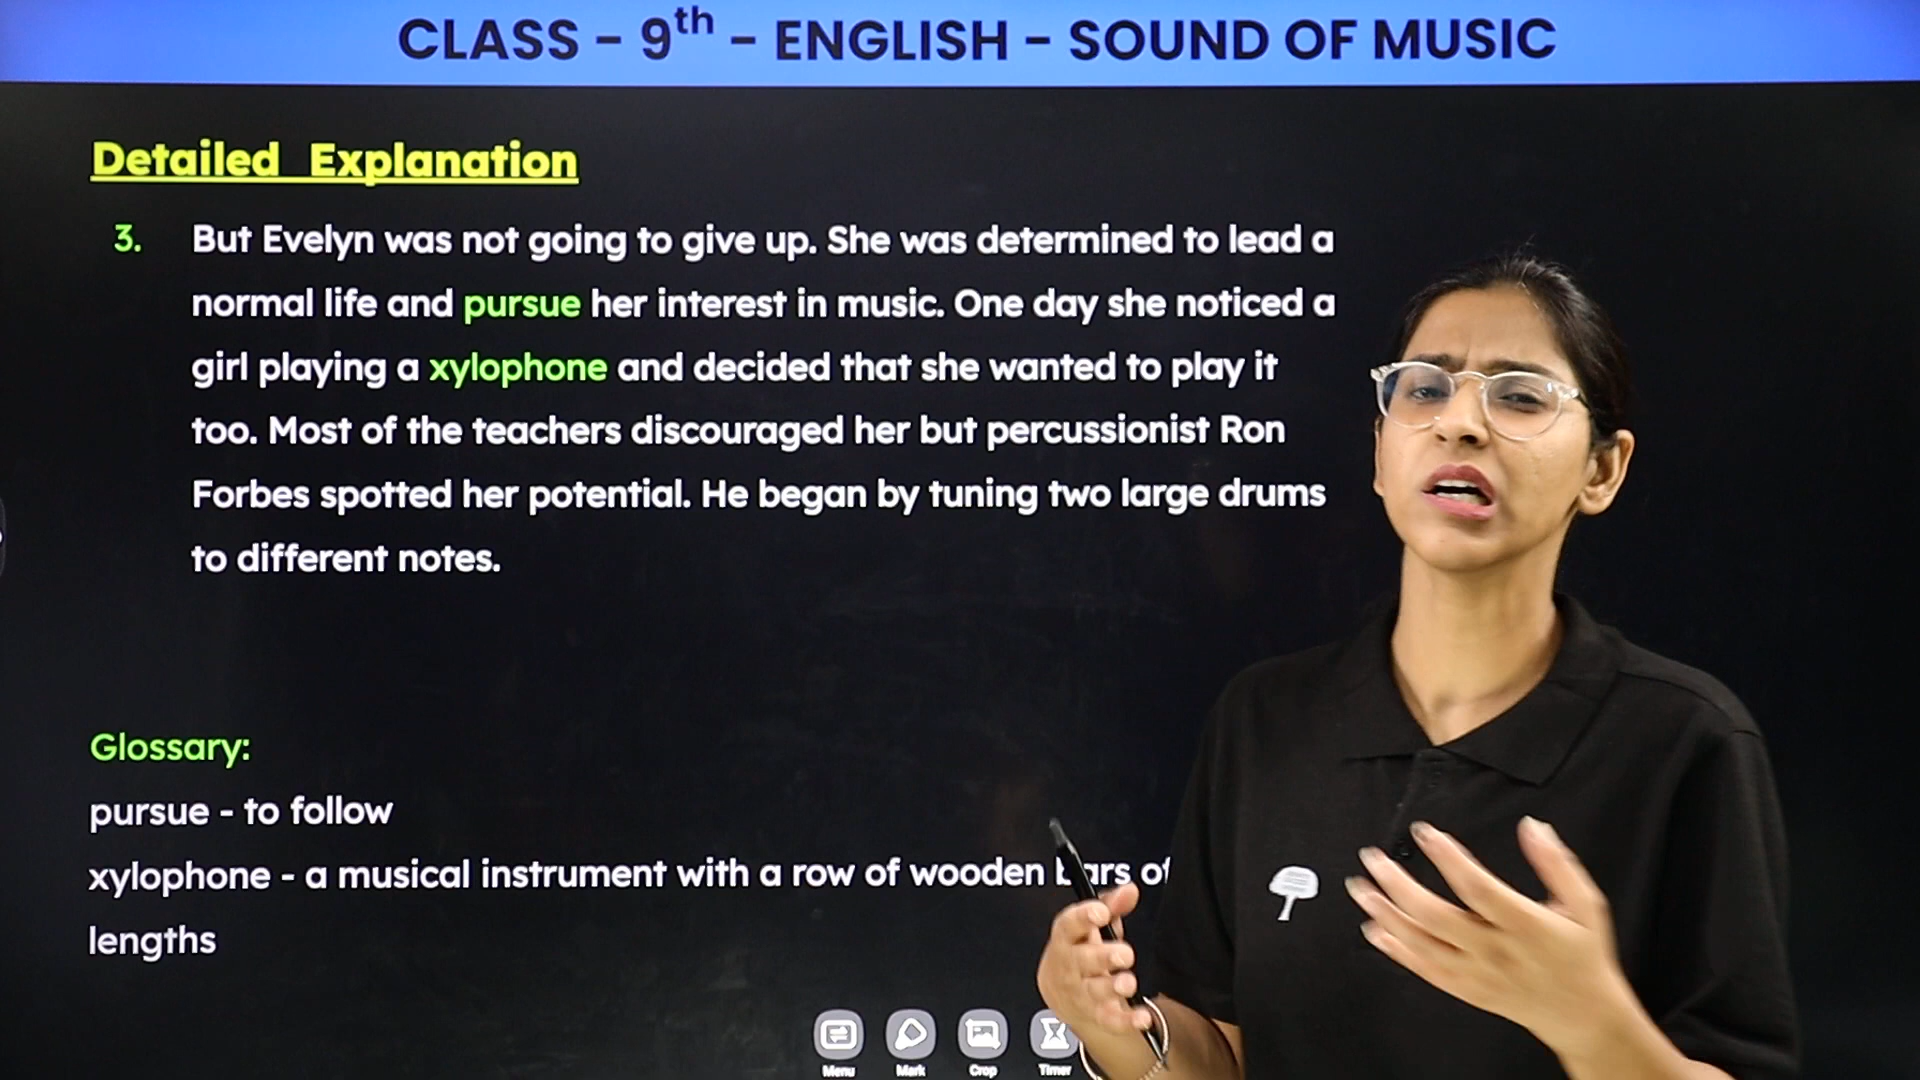 CLASS - 9th - ENGLISH - SOUND OF MUSIC
Detailed Explanation
3. But Evelyn was not going to give up. She was determined to lead a
normal life and pursue her interest in music. One day she noticed a
girl playing a xylophone and decided that she wanted to play it
too. Most of the teachers discouraged her but percussionist Ron
Forbes spotted her potential. He began by tuning two large drums
to different notes.
Glossary:
pursue - to follow
xylophone - a musical instrument with a row of wooden bars of
lengths
Menu Mark Crop Timer